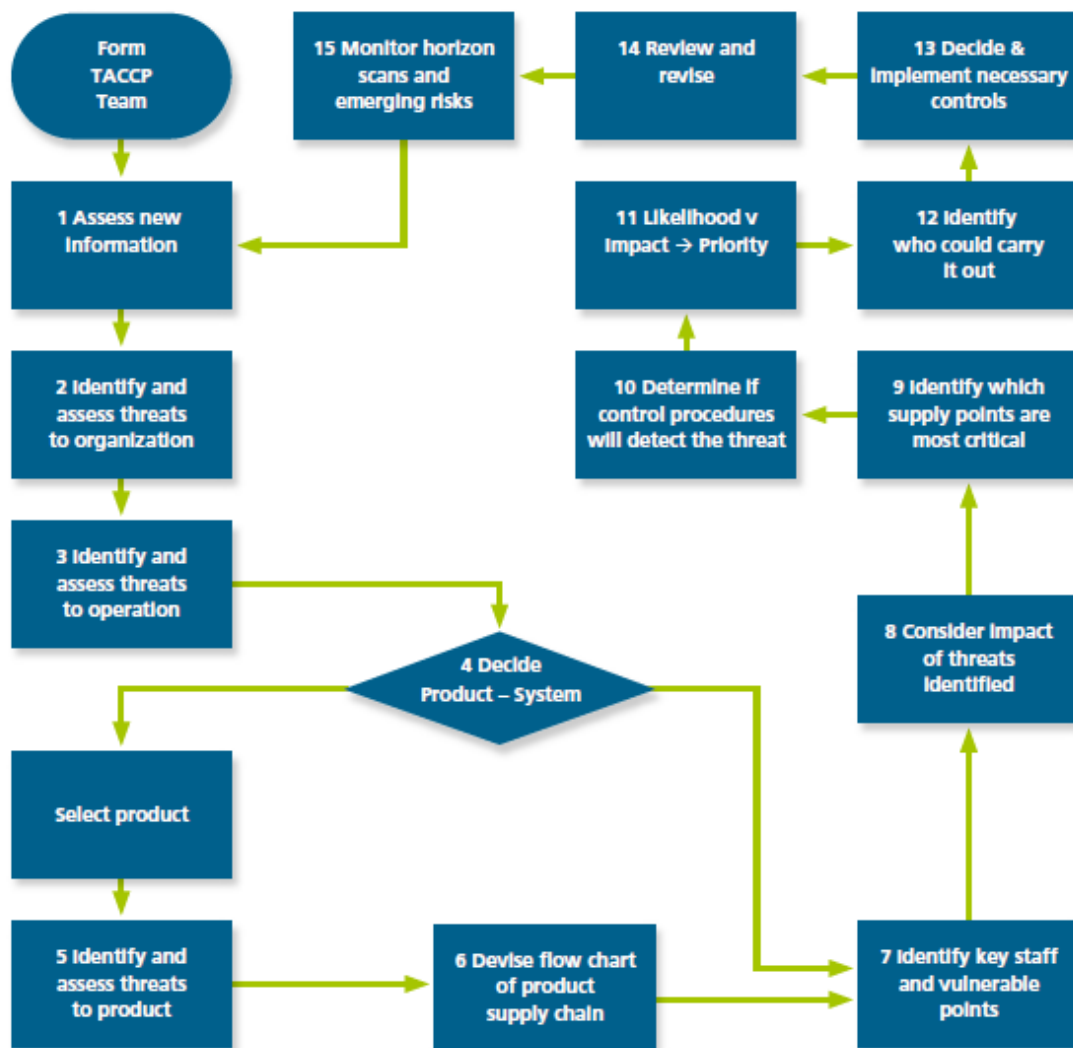 Form
TACCP
Team
15 Monitor horizon
scans and
emerging risks
14 Review and
revise
13 Decide &
implement necessary
controls
1 Assess new
information
11 Likelihood v
Impact → Priority
12 Identify
who could carry
it out
2 Identify and
assess threats
to organization
10 Determine if
control procedures
will detect the threat
9 Identify which
supply points are
most critical
3 Identify and
assess threats
to operation
8 Consider impact
of threats
identified
4 Decide
Product – System
Select product
5 Identify and
assess threats
to product
6 Devise flow chart
of product
supply chain
7 Identify key staff
and vulnerable
points